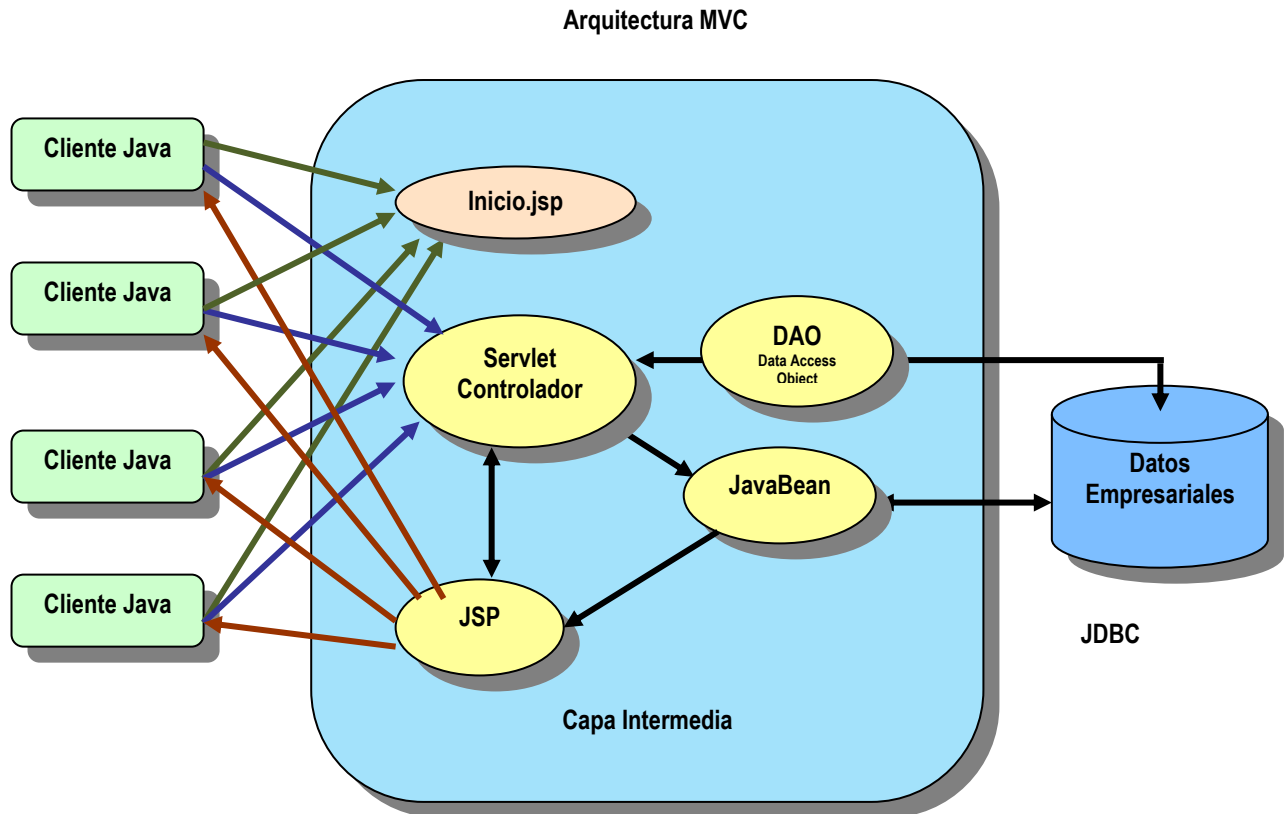 Arquitectura MVC
Cliente Java
Cliente Java
Cliente Java
Cliente Java
Inicio.jsp
Servlet
Controlador
DAO
Data Access
Object
JavaBean
JSP
Capa Intermedia
Datos
Empresariales
JDBC